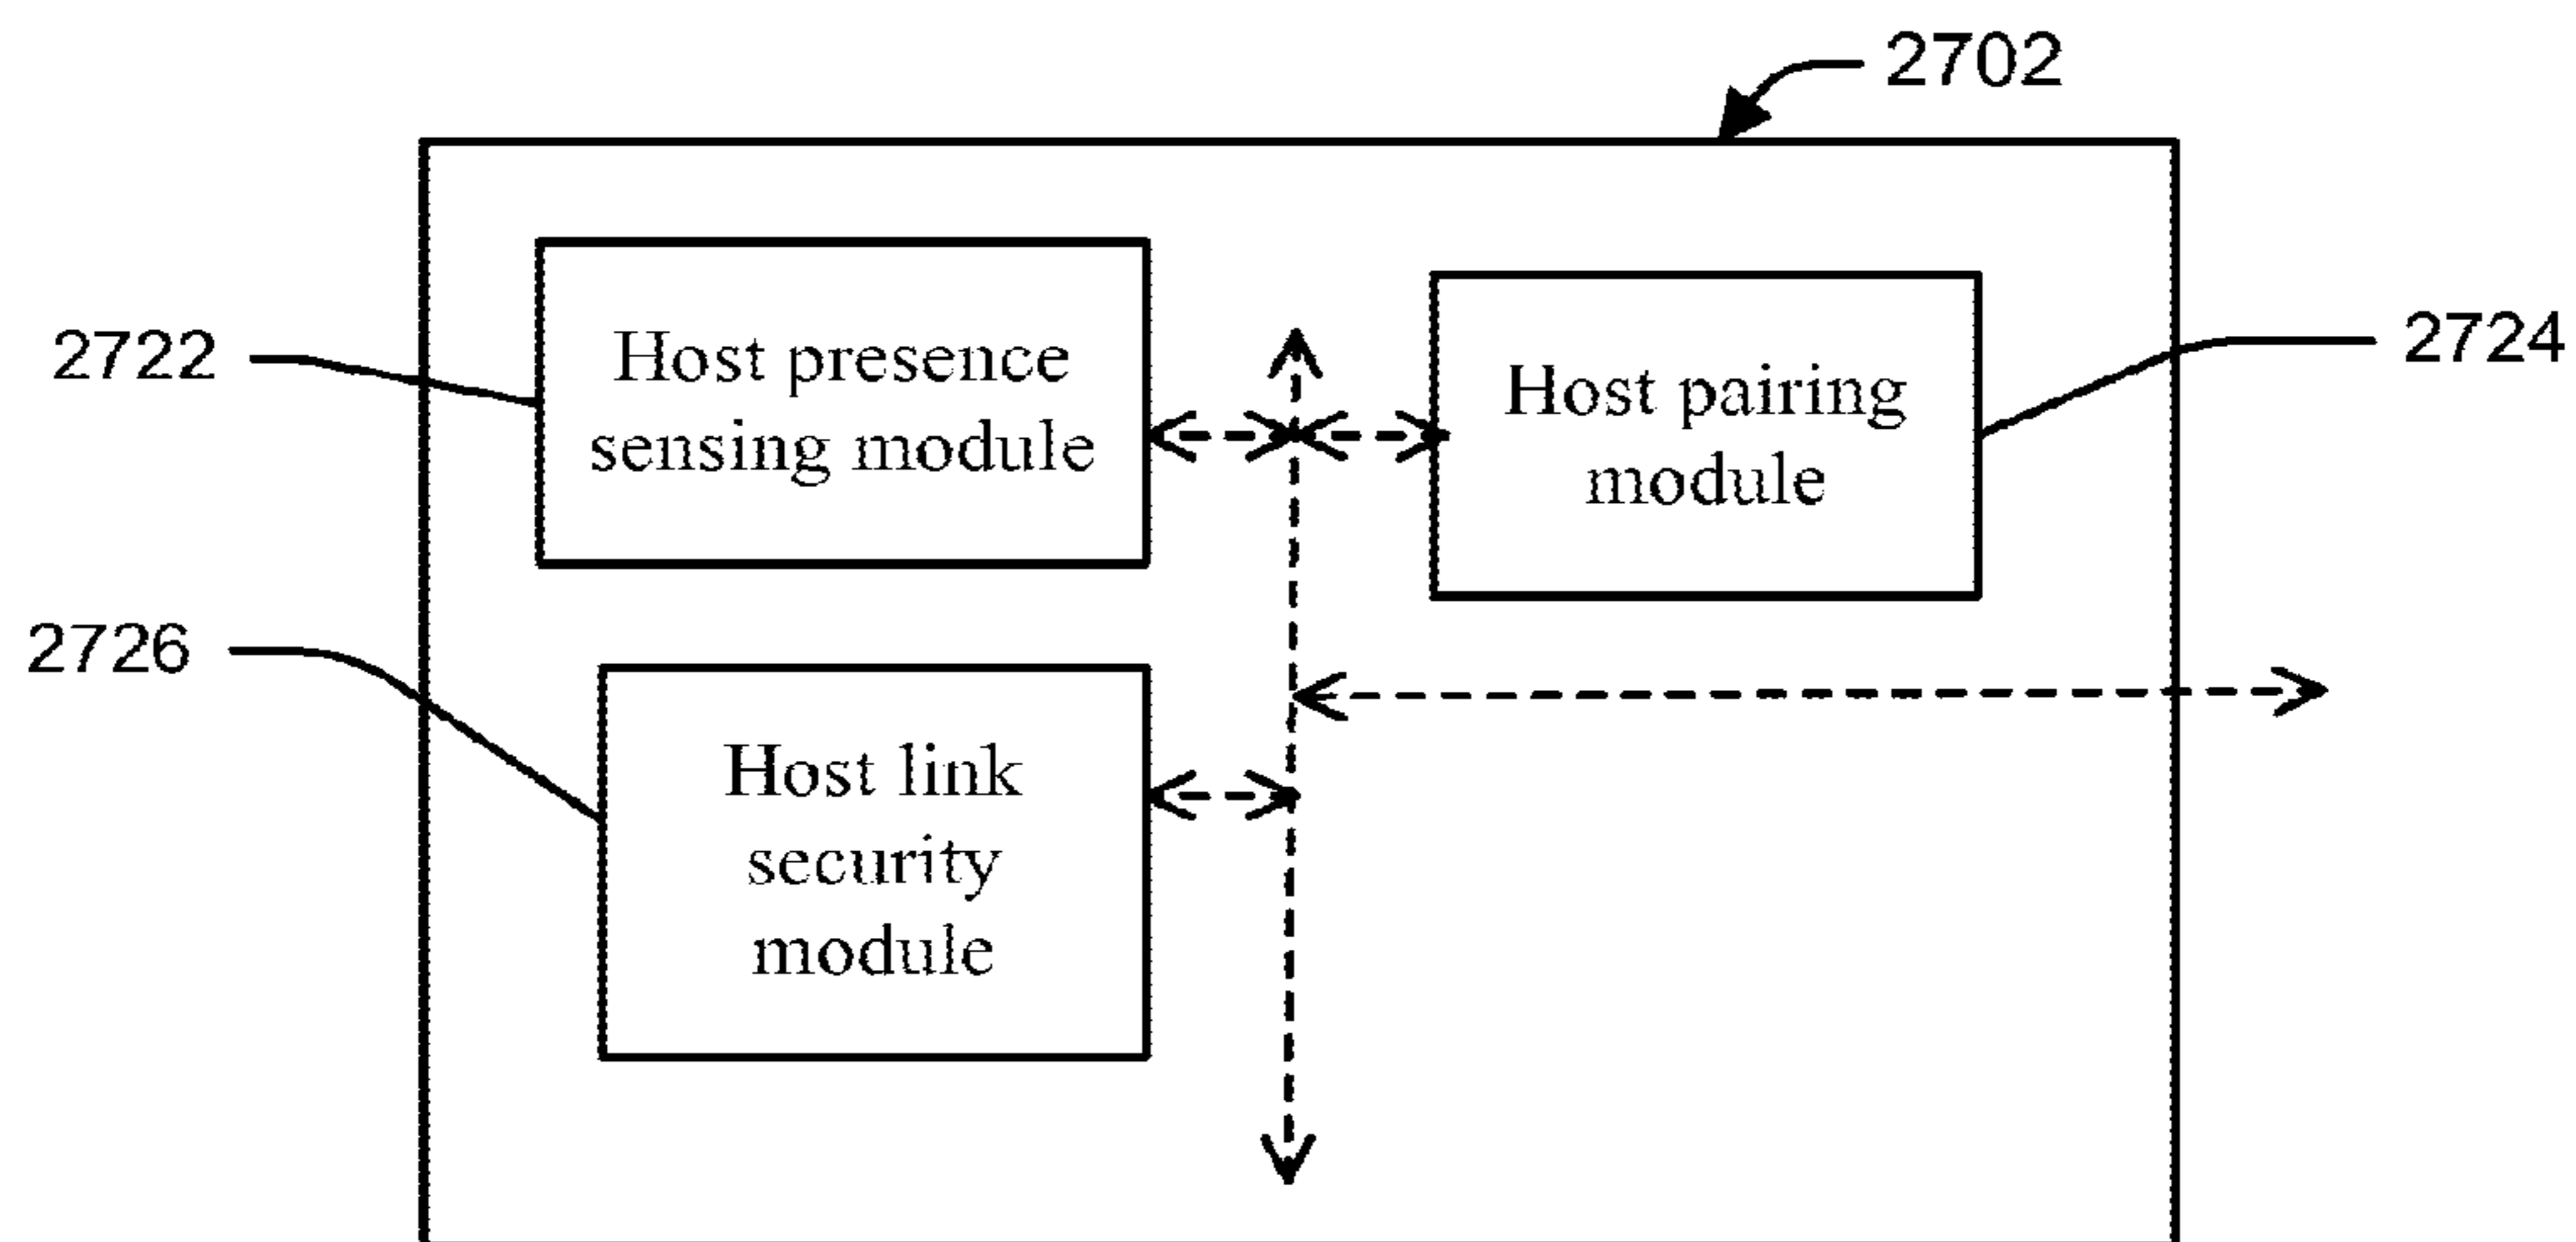 2702
2722
Host presence
sensing module
Host pairing
module
2724
2726
Host link
security
module